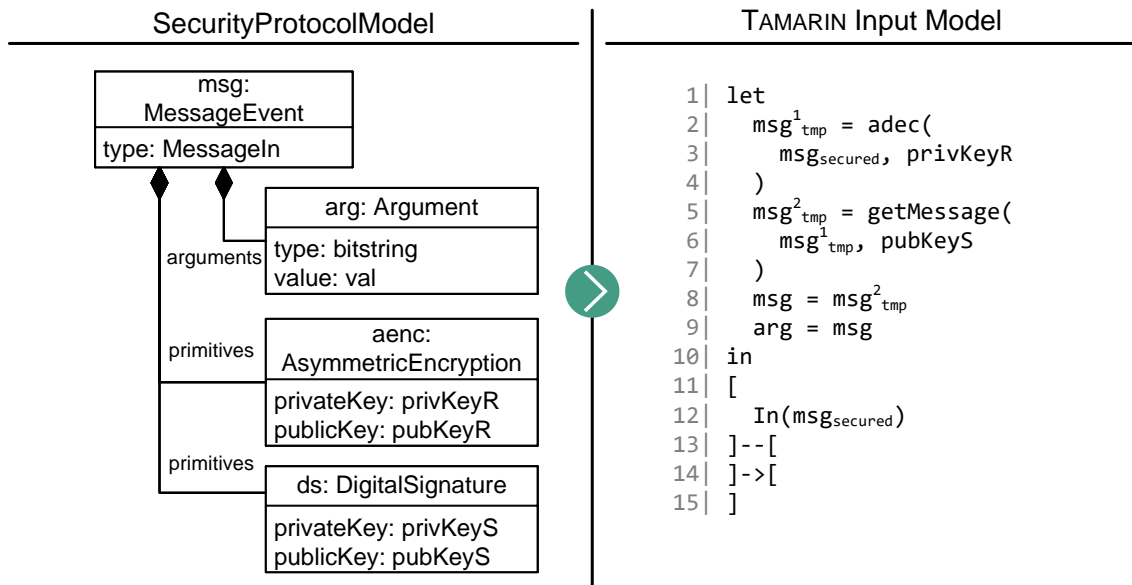 SecurityProtocolModel
msg:
MessageEvent
type: MessageIn
arguments
arg: Argument
type: bitstring
value: val
primitives
aenc:
AsymmetricEncryption
privateKey: privKeyR
publicKey: pubKeyR
primitives
ds: DigitalSignature
privateKey: privKeyS
publicKey: pubKeyS
TAMARIN Input Model
1| let
2| msg¹tmp = adec(
3| msgsecured, privKeyR
4| )
5| msg²tmp = getMessage(
6| msg¹tmp, pubKeyS
7| )
8| msg = msg²tmp
9| arg = msg
10| in
11| [
12| In(msgsecured)
13| ]--[
14| ]->[
15| ]